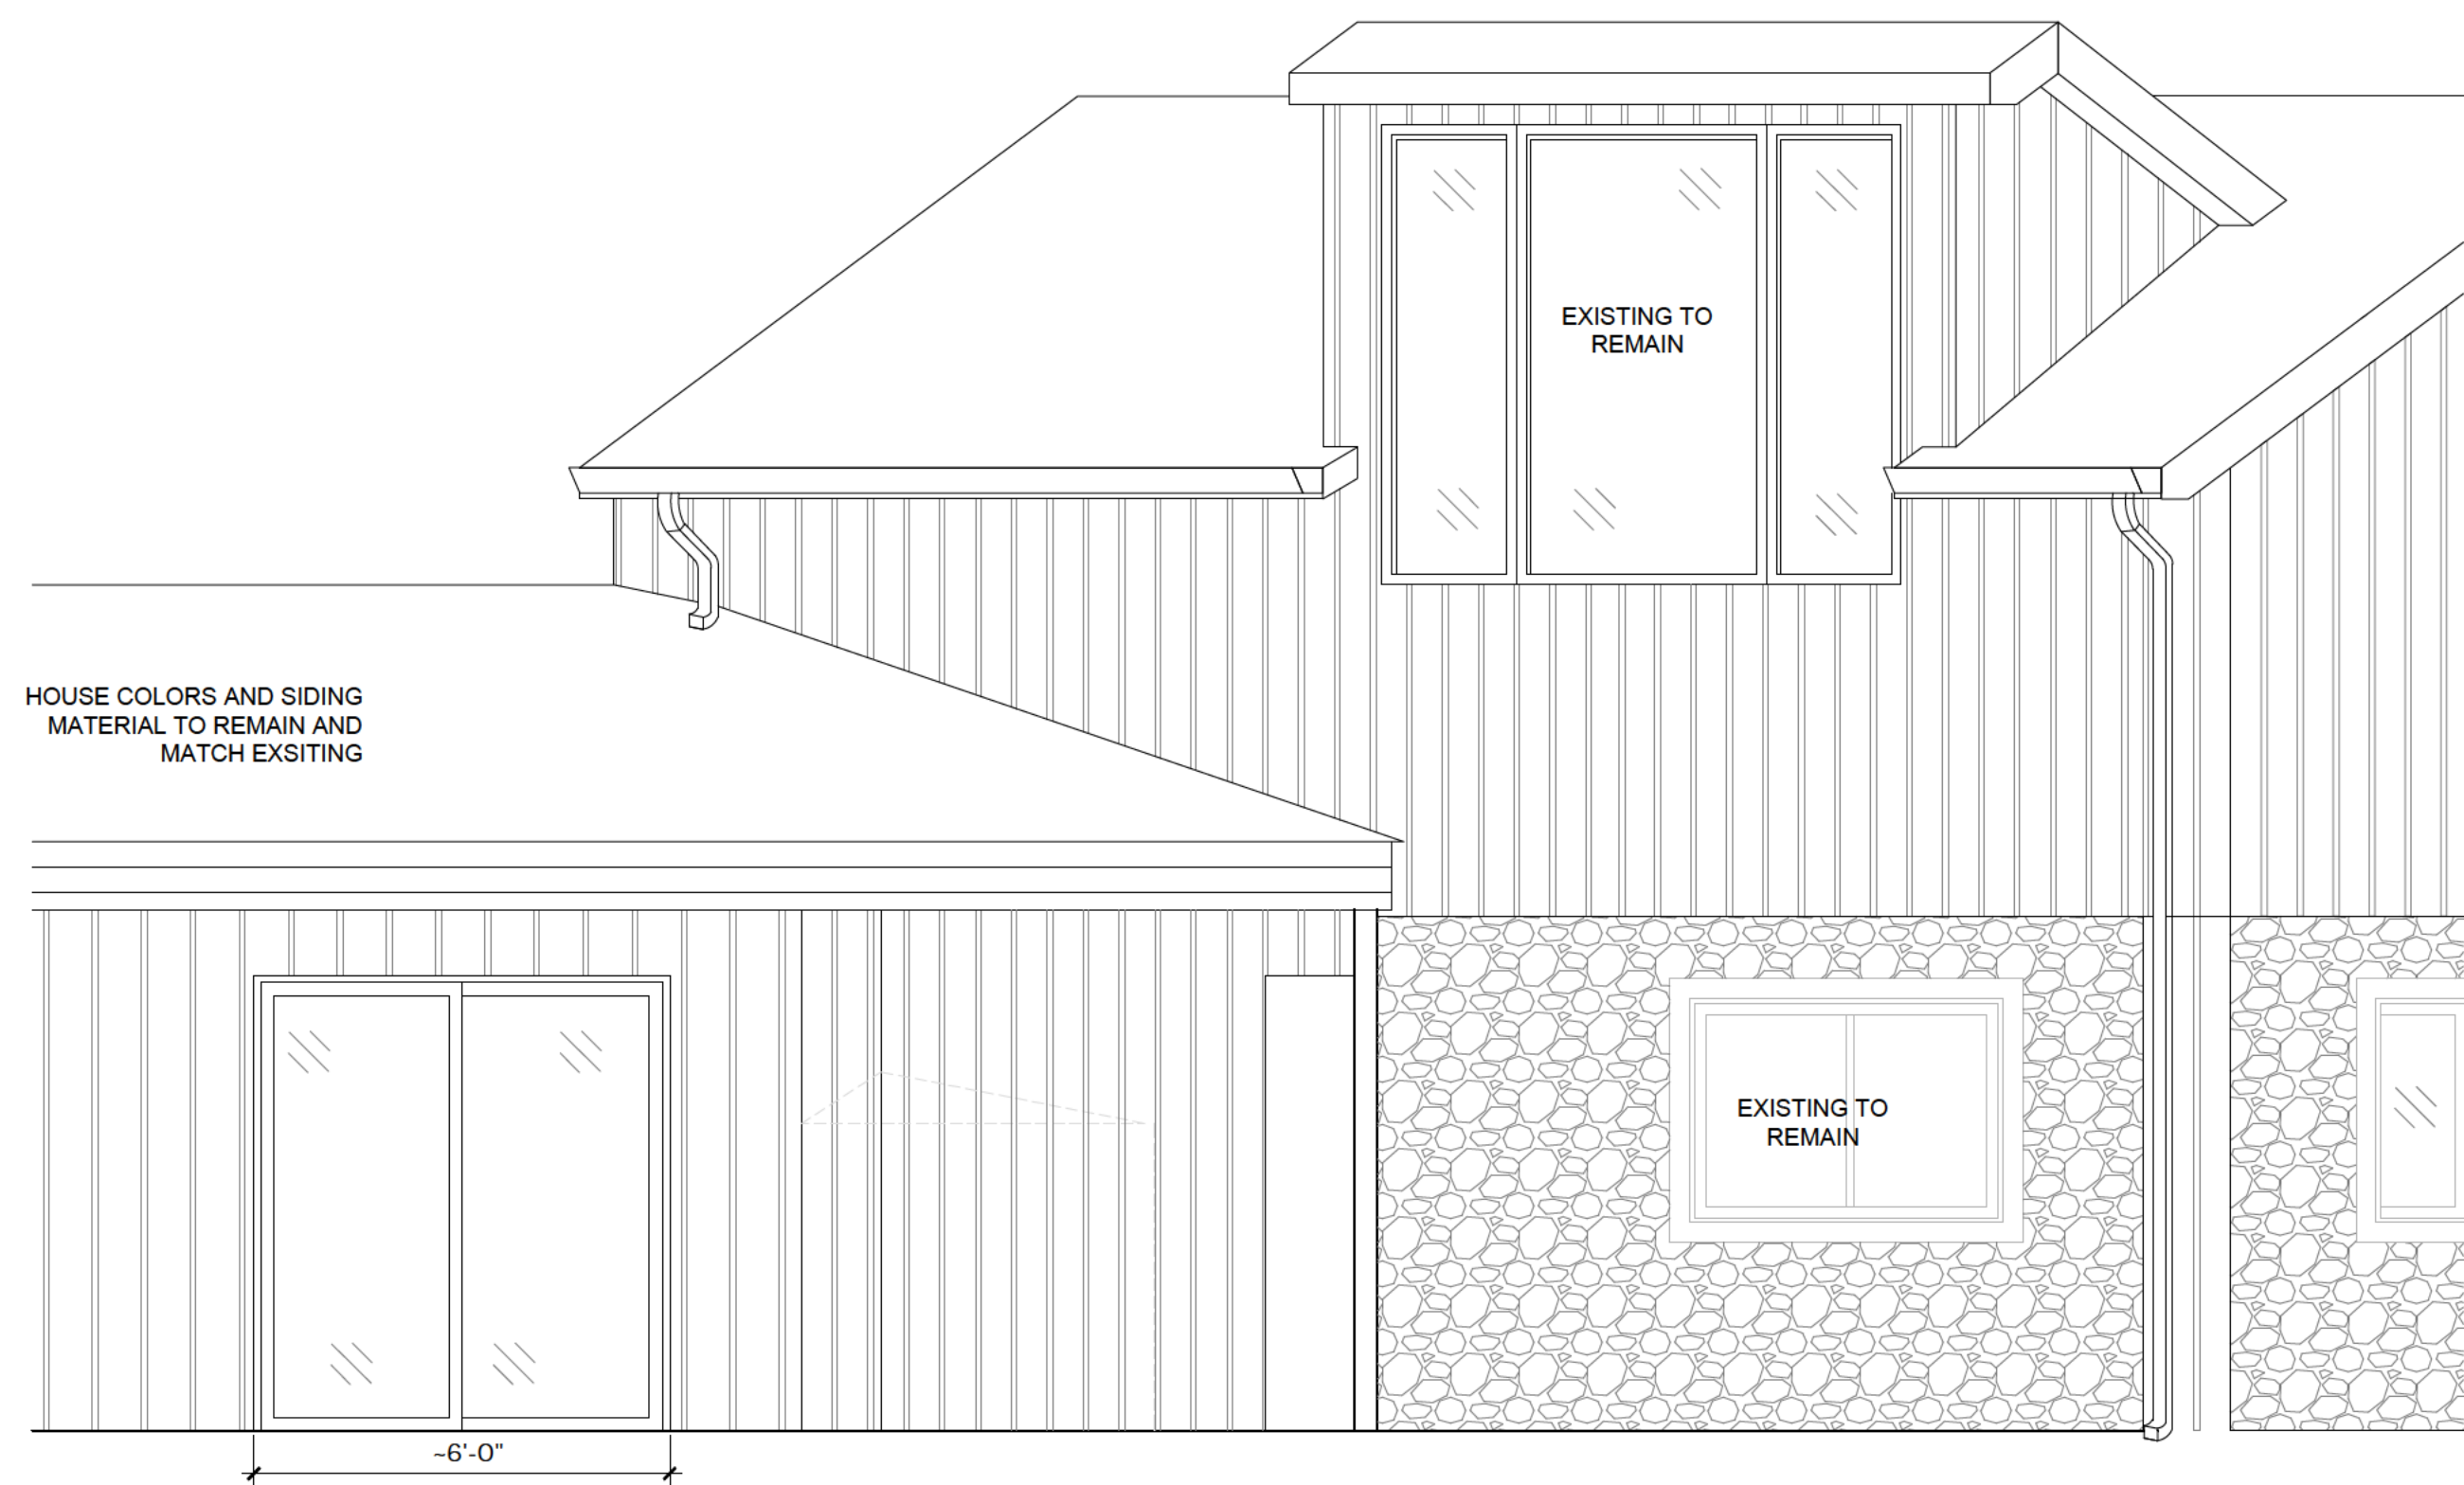 EXISTING TO
REMAIN
HOUSE COLORS AND SIDING
MATERIAL TO REMAIN AND
MATCH EXSITING
EXISTING TO
REMAIN
~6'-0"